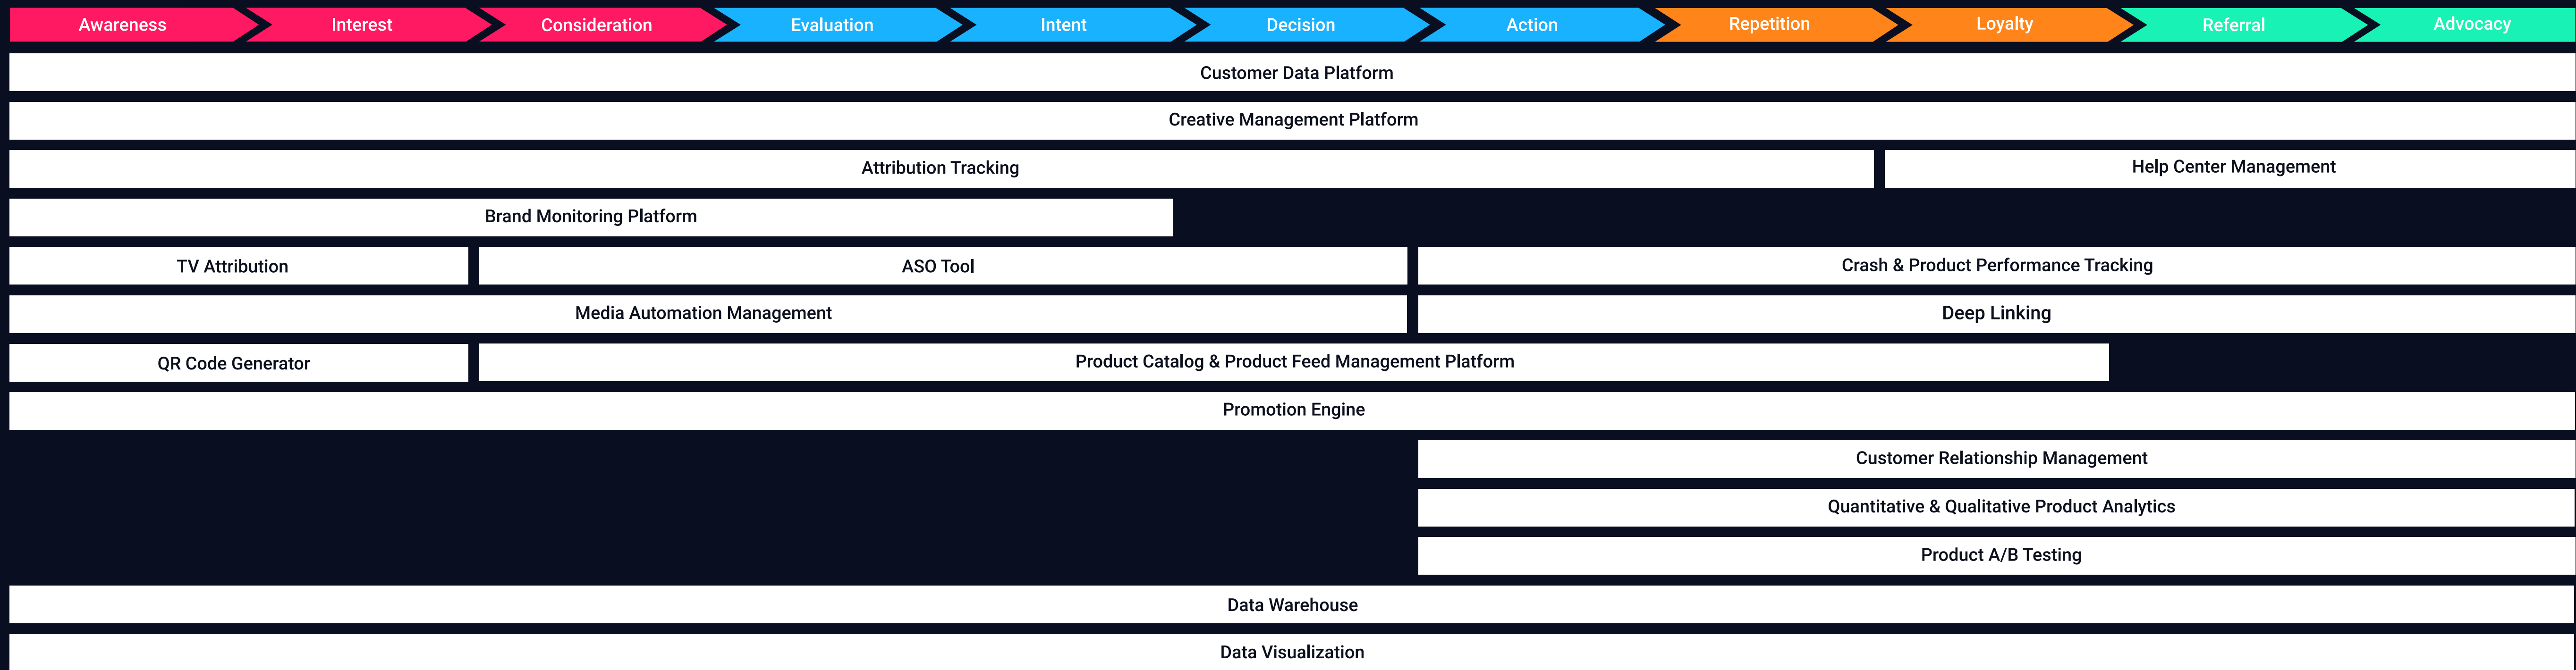 Awareness
Interest
Consideration
Evaluation
Intent
Decision
Action
Repetition
Loyalty
Referral
Advocacy
Customer Data Platform
Creative Management Platform
Attribution Tracking
Help Center Management
Brand Monitoring Platform
TV Attribution
ASO Tool
Crash & Product Performance Tracking
Media Automation Management
Deep Linking
QR Code Generator
Product Catalog & Product Feed Management Platform
Promotion Engine
Customer Relationship Management
Quantitative & Qualitative Product Analytics
Product A/B Testing
Data Warehouse
Data Visualization